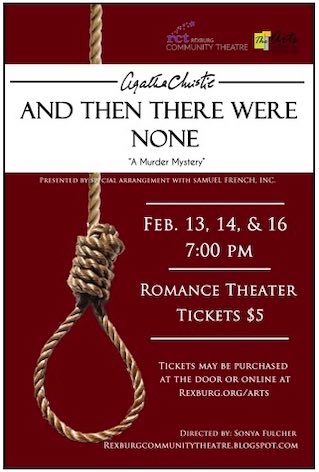 rct REXBURG
COMMUNITY THEATRE
The Arts
Agatha Christie
AND THEN THERE WERE
NONE
"A Murder Mystery"
PRESENTED BY SPECIAL ARRANGEMENT WITH SAMUEL FRENCH, INC.
FEB. 13, 14, & 16
7:00 PM
ROMANCE THEATER
TICKETS $5
TICKETS MAY BE PURCHASED
AT THE DOOR OR ONLINE AT
REXBURG.ORG/ARTS
DIRECTED BY: SONYA FULCHER
REXBURGCOMMUNITYTHEATRE.BLOGSPOT.COM